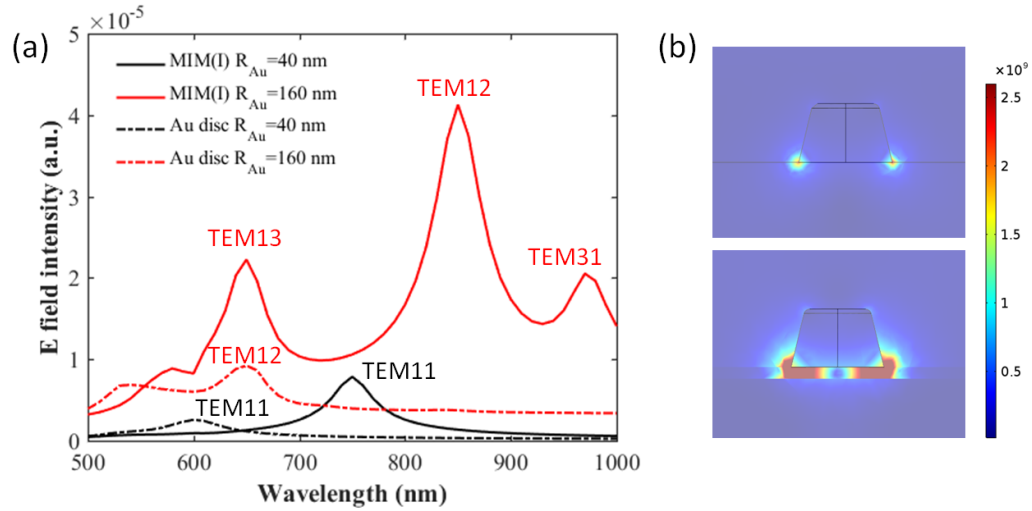 (a)
×10⁻⁵
5
4
3
2
1
0
E field intensity (a.u.)
MIM(I) R_Au=40 nm
MIM(I) R_Au=160 nm
Au disc R_Au=40 nm
Au disc R_Au=160 nm
TEM12
TEM13
TEM31
TEM12
TEM11
TEM11
500 600 700 800 900 1000
Wavelength (nm)
(b)
×10⁹
2.5
2
1.5
1
0.5